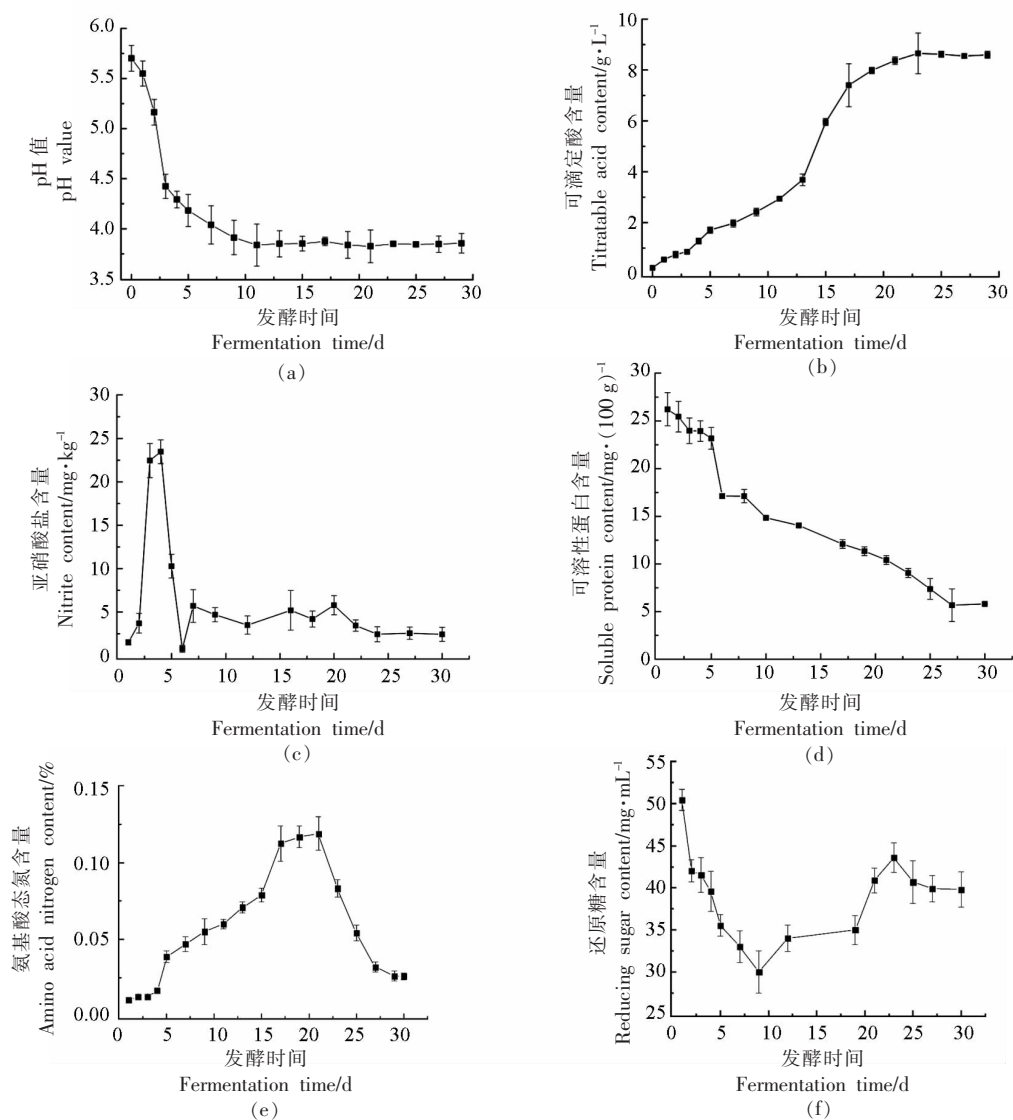 6.0
5.5
5.0
4.5
4.0
3.5
pH 值
pH value
0 5 10 15 20 25 30
发酵时间
Fermentation time/d
(a)
10
8
6
4
2
0
可滴定酸含量
Titratable acid content/g·L⁻¹
0 5 10 15 20 25 30
发酵时间
Fermentation time/d
(b)
30
25
20
15
10
5
0
亚硝酸盐含量
Nitrite content/mg·kg⁻¹
0 5 10 15 20 25 30
发酵时间
Fermentation time/d
(c)
30
25
20
15
10
5
0
可溶性蛋白含量
Soluble protein content/mg·(100 g)⁻¹
0 5 10 15 20 25 30
发酵时间
Fermentation time/d
(d)
0.15
0.10
0.05
0.00
氨基酸态氮含量
Amino acid nitrogen content/%
0 5 10 15 20 25 30
发酵时间
Fermentation time/d
(e)
55
50
45
40
35
30
25
还原糖含量
Reducing sugar content/mg·mL⁻¹
0 5 10 15 20 25 30
发酵时间
Fermentation time/d
(f)